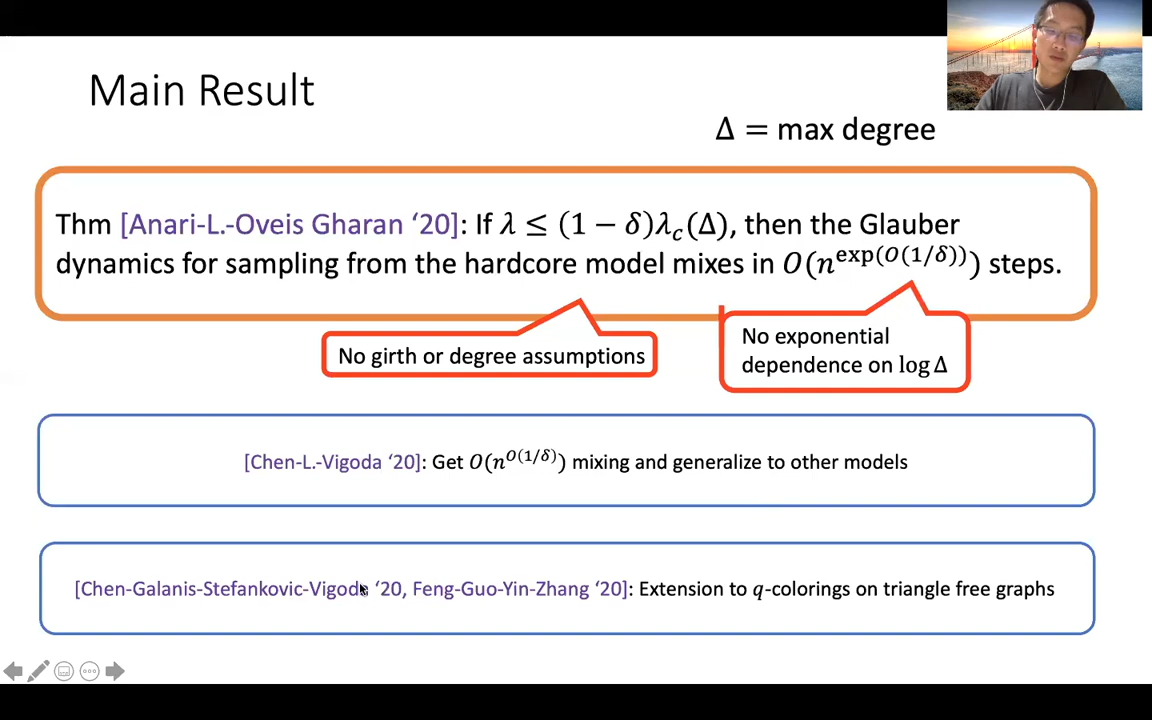 Main Result
Δ = max degree
Thm [Anari-L.-Oveis Gharan ‘20]: If λ ≤ (1 − δ)λ_c(Δ), then the Glauber
dynamics for sampling from the hardcore model mixes in O(n^{exp(O(1/δ))}) steps.
No girth or degree assumptions
No exponential
dependence on log Δ
[Chen-L.-Vigoda ‘20]: Get O(n^{O(1/δ)}) mixing and generalize to other models
[Chen-Galanis-Stefankovic-Vigoda ‘20, Feng-Guo-Yin-Zhang ‘20]: Extension to q-colorings on triangle free graphs